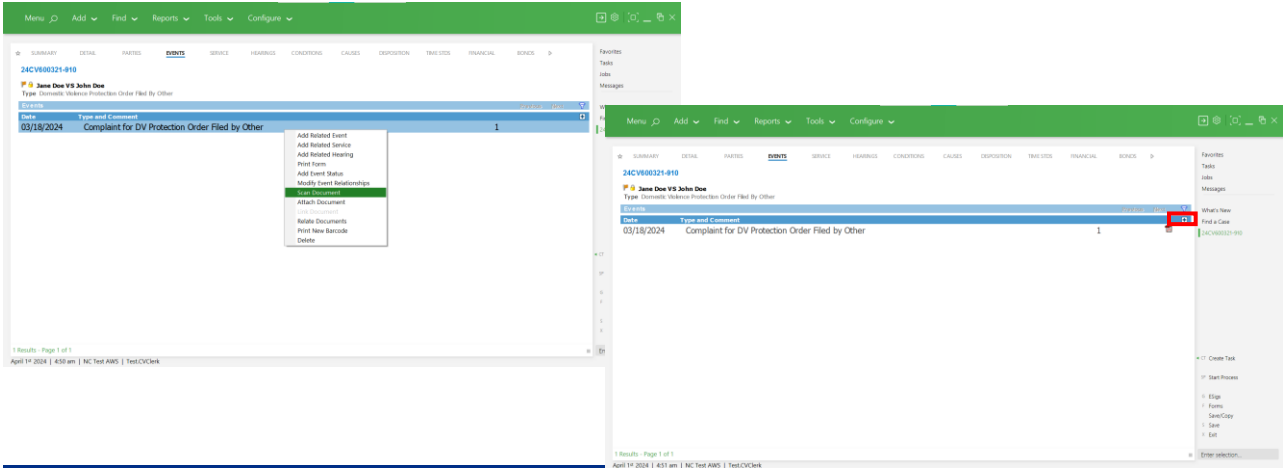 Menu Add Find Reports Tools Configure
SUMMARY DETAIL PARTIES EVENTS SERVICE HEARINGS CONDITIONS CAUSES DISPOSITION TIME STDS FINANCIAL BONDS
24CV600321-910
Jane Doe VS John Doe
Type Domestic Violence Protection Order Filed By Other
Events
Date Type and Comment
03/18/2024 Complaint for DV Protection Order Filed by Other 1
Add Related Event
Add Related Service
Add Related Hearing
Print Form
Add Event Status
Modify Event Relationships
Scan Document
Attach Document
Link Document
Relate Documents
Print New Barcode
Delete
Favorites
Tasks
Jobs
Messages
1 Results - Page 1 of 1
April 1st 2024 | 4:50 am | NC Test AWS | Test.CVClerk
Menu Add Find Reports Tools Configure
SUMMARY DETAIL PARTIES EVENTS SERVICE HEARINGS CONDITIONS CAUSES DISPOSITION TIME STDS FINANCIAL BONDS
24CV600321-910
Jane Doe VS John Doe
Type Domestic Violence Protection Order Filed By Other
Events
Date Type and Comment
03/18/2024 Complaint for DV Protection Order Filed by Other 1
Favorites
Tasks
Jobs
Messages
What's New
Find a Case
24CV600321-910
CT Create Task
Start Process
ESigs
Forms
Save/Copy
Save
Exit
Enter selection...
1 Results - Page 1 of 1
April 1st 2024 | 4:51 am | NC Test AWS | Test.CVClerk